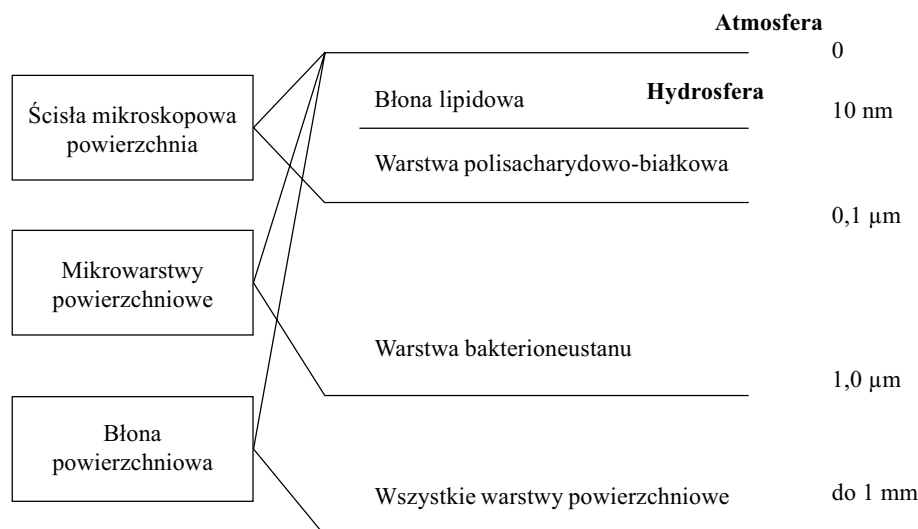 Atmosfera
0
Ścisła mikroskopowa
powierzchnia
Błona lipidowa
Hydrosfera
10 nm
Warstwa polisacharydowo-białkowa
0,1 µm
Mikrowarstwy
powierzchniowe
Warstwa bakterioneustanu
1,0 µm
Błona
powierzchniowa
Wszystkie warstwy powierzchniowe
do 1 mm